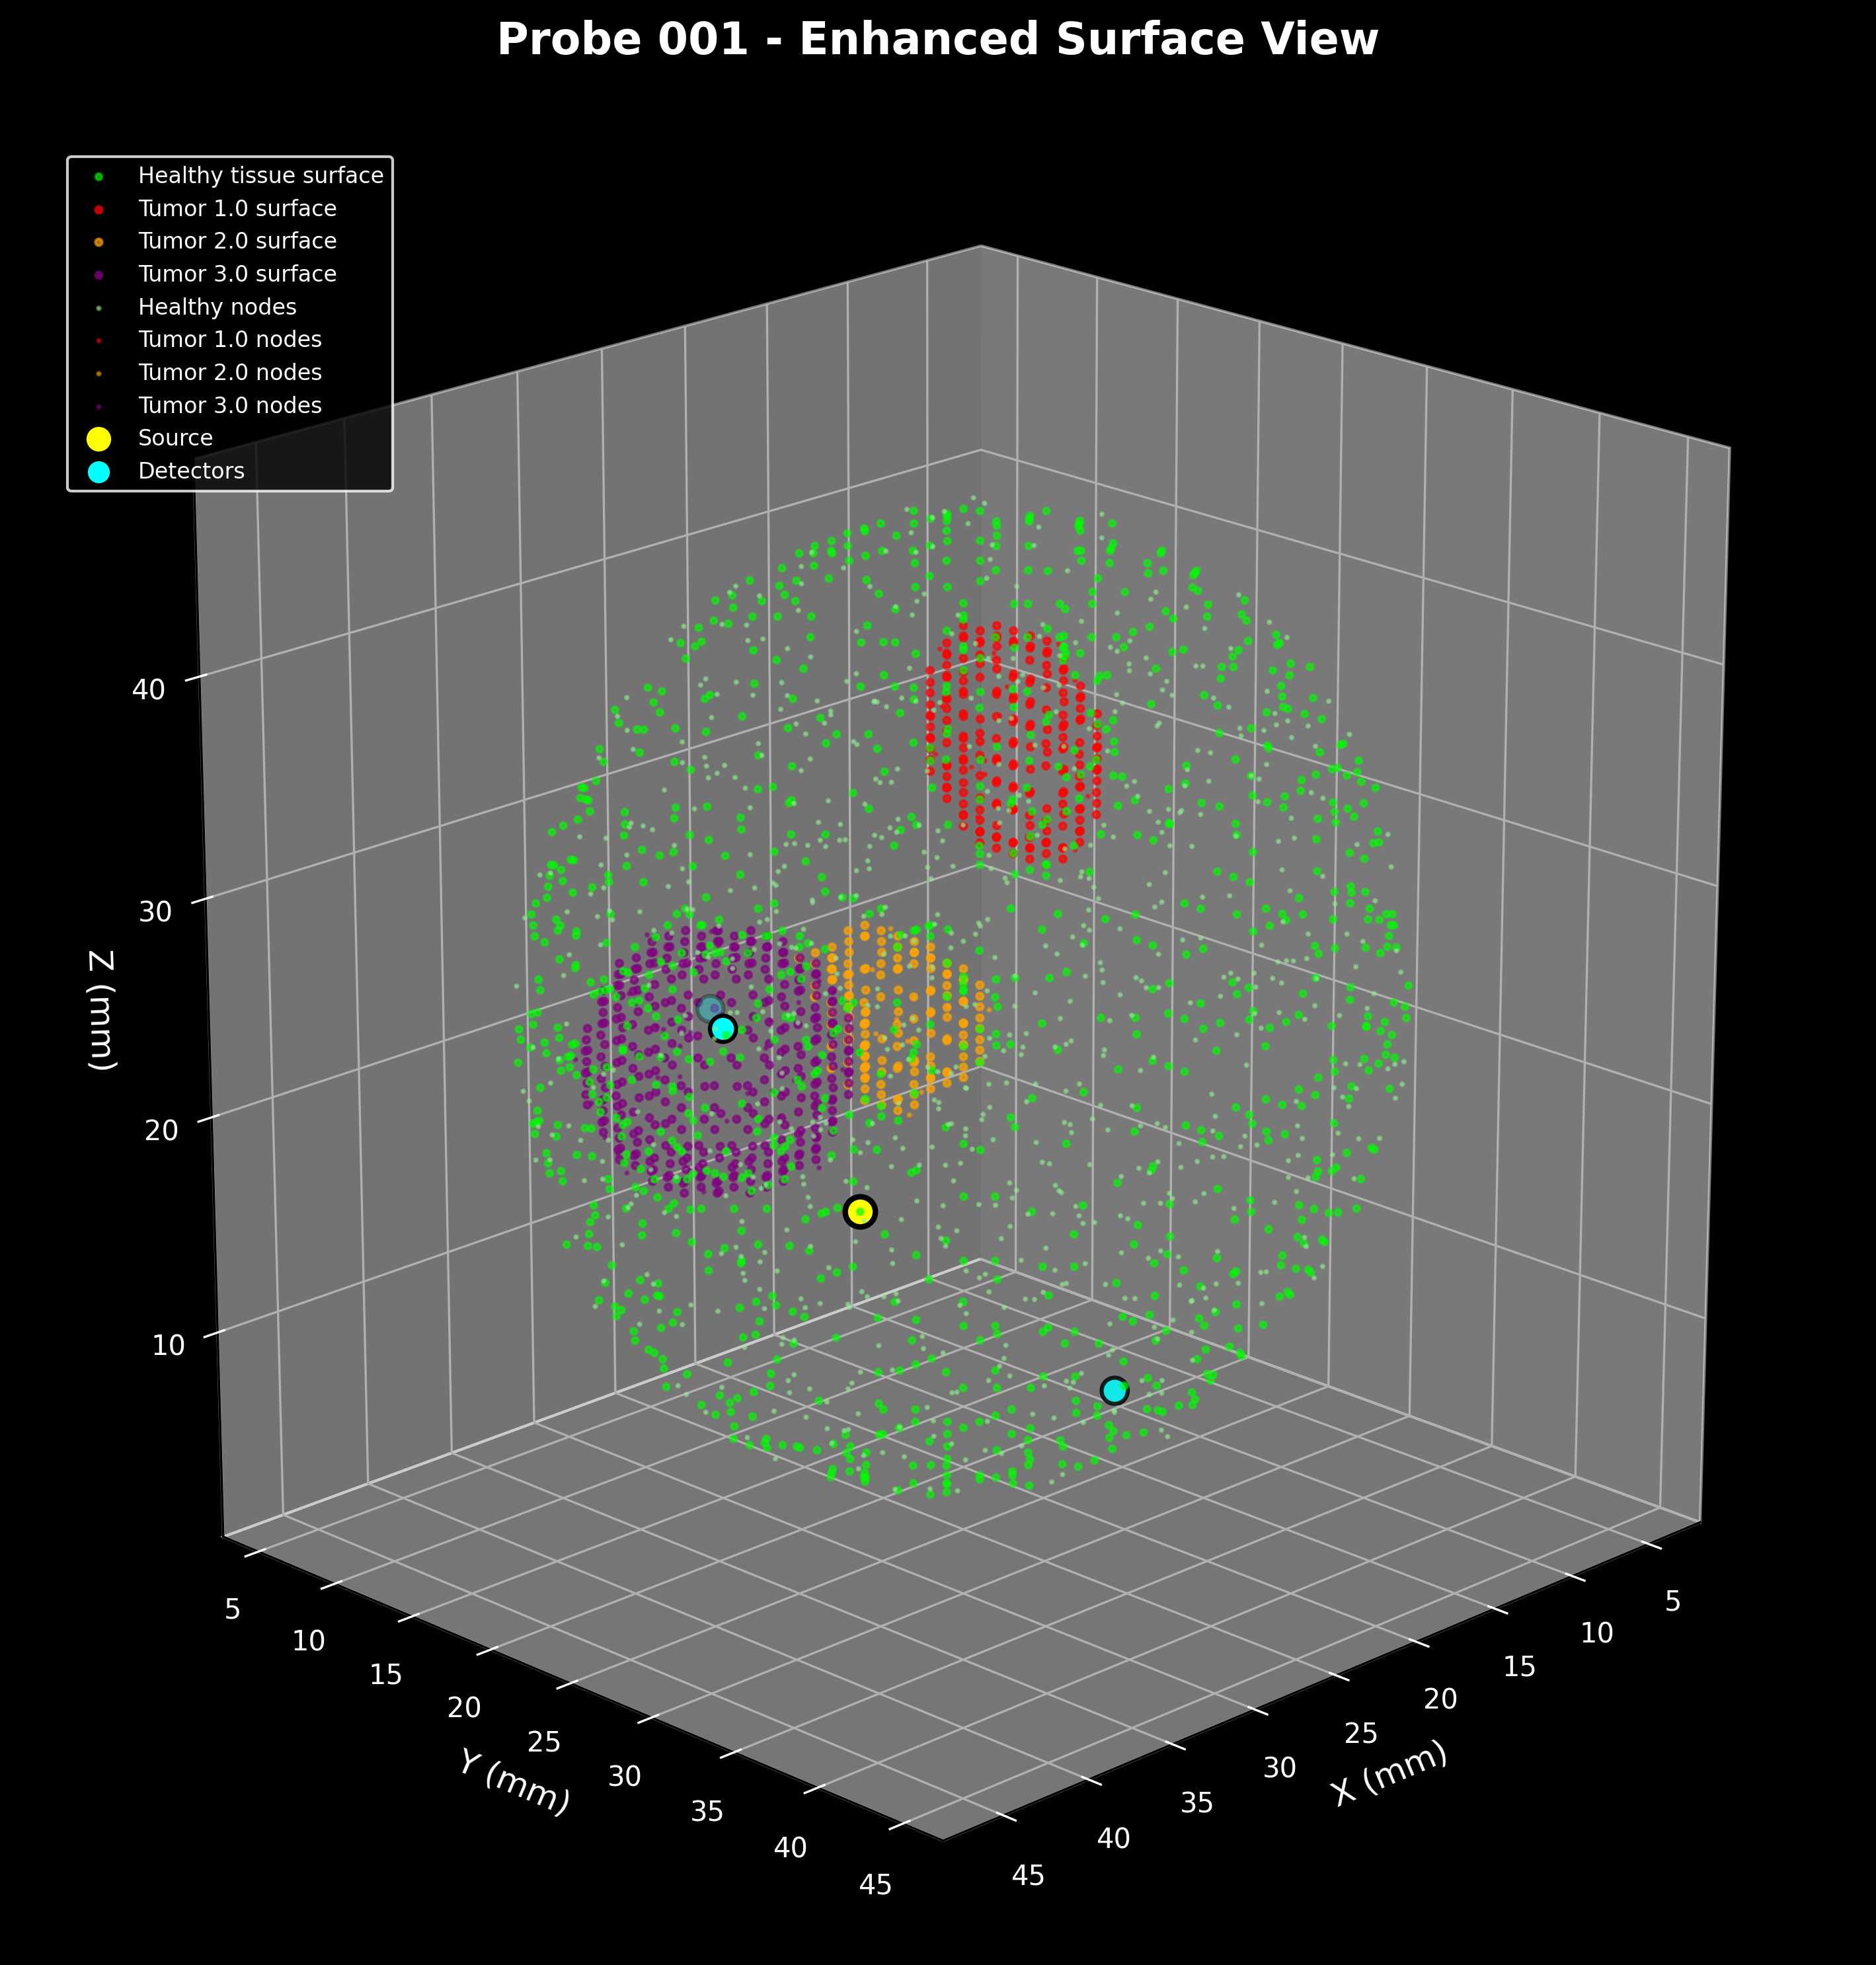 Probe 001 - Enhanced Surface View
Healthy tissue surface
Tumor 1.0 surface
Tumor 2.0 surface
Tumor 3.0 surface
Healthy nodes
Tumor 1.0 nodes
Tumor 2.0 nodes
Tumor 3.0 nodes
Source
Detectors
40
30
20
10
Z (mm)
5
10
15
20
25
30
35
40
45
Y (mm)
5
10
15
20
25
30
35
40
45
X (mm)